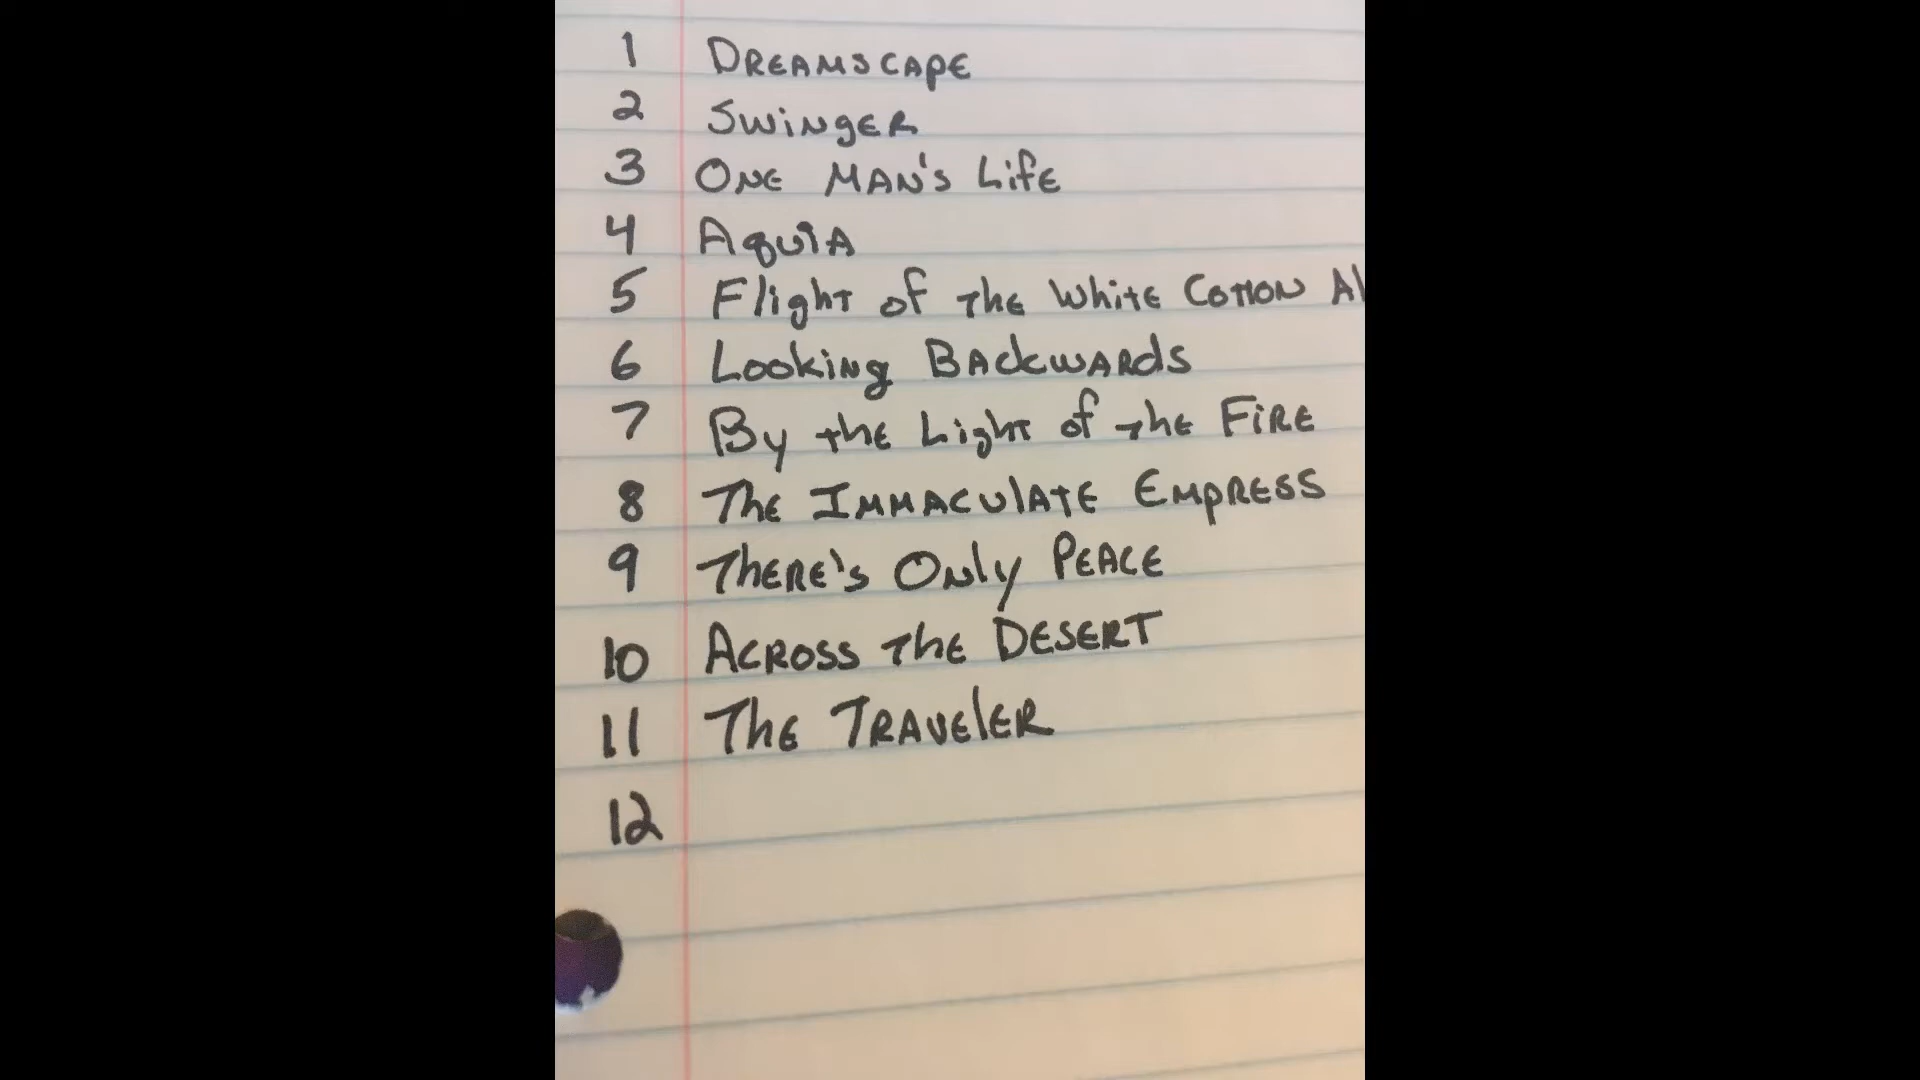 1 Dreamscape
2 Swinger
3 One Man's Life
4 Aquia
5 Flight of the White Cotton
6 Looking Backwards
7 By the Light of the Fire
8 The Immaculate Empress
9 There's Only Peace
10 Across the Desert
11 The Traveler
12